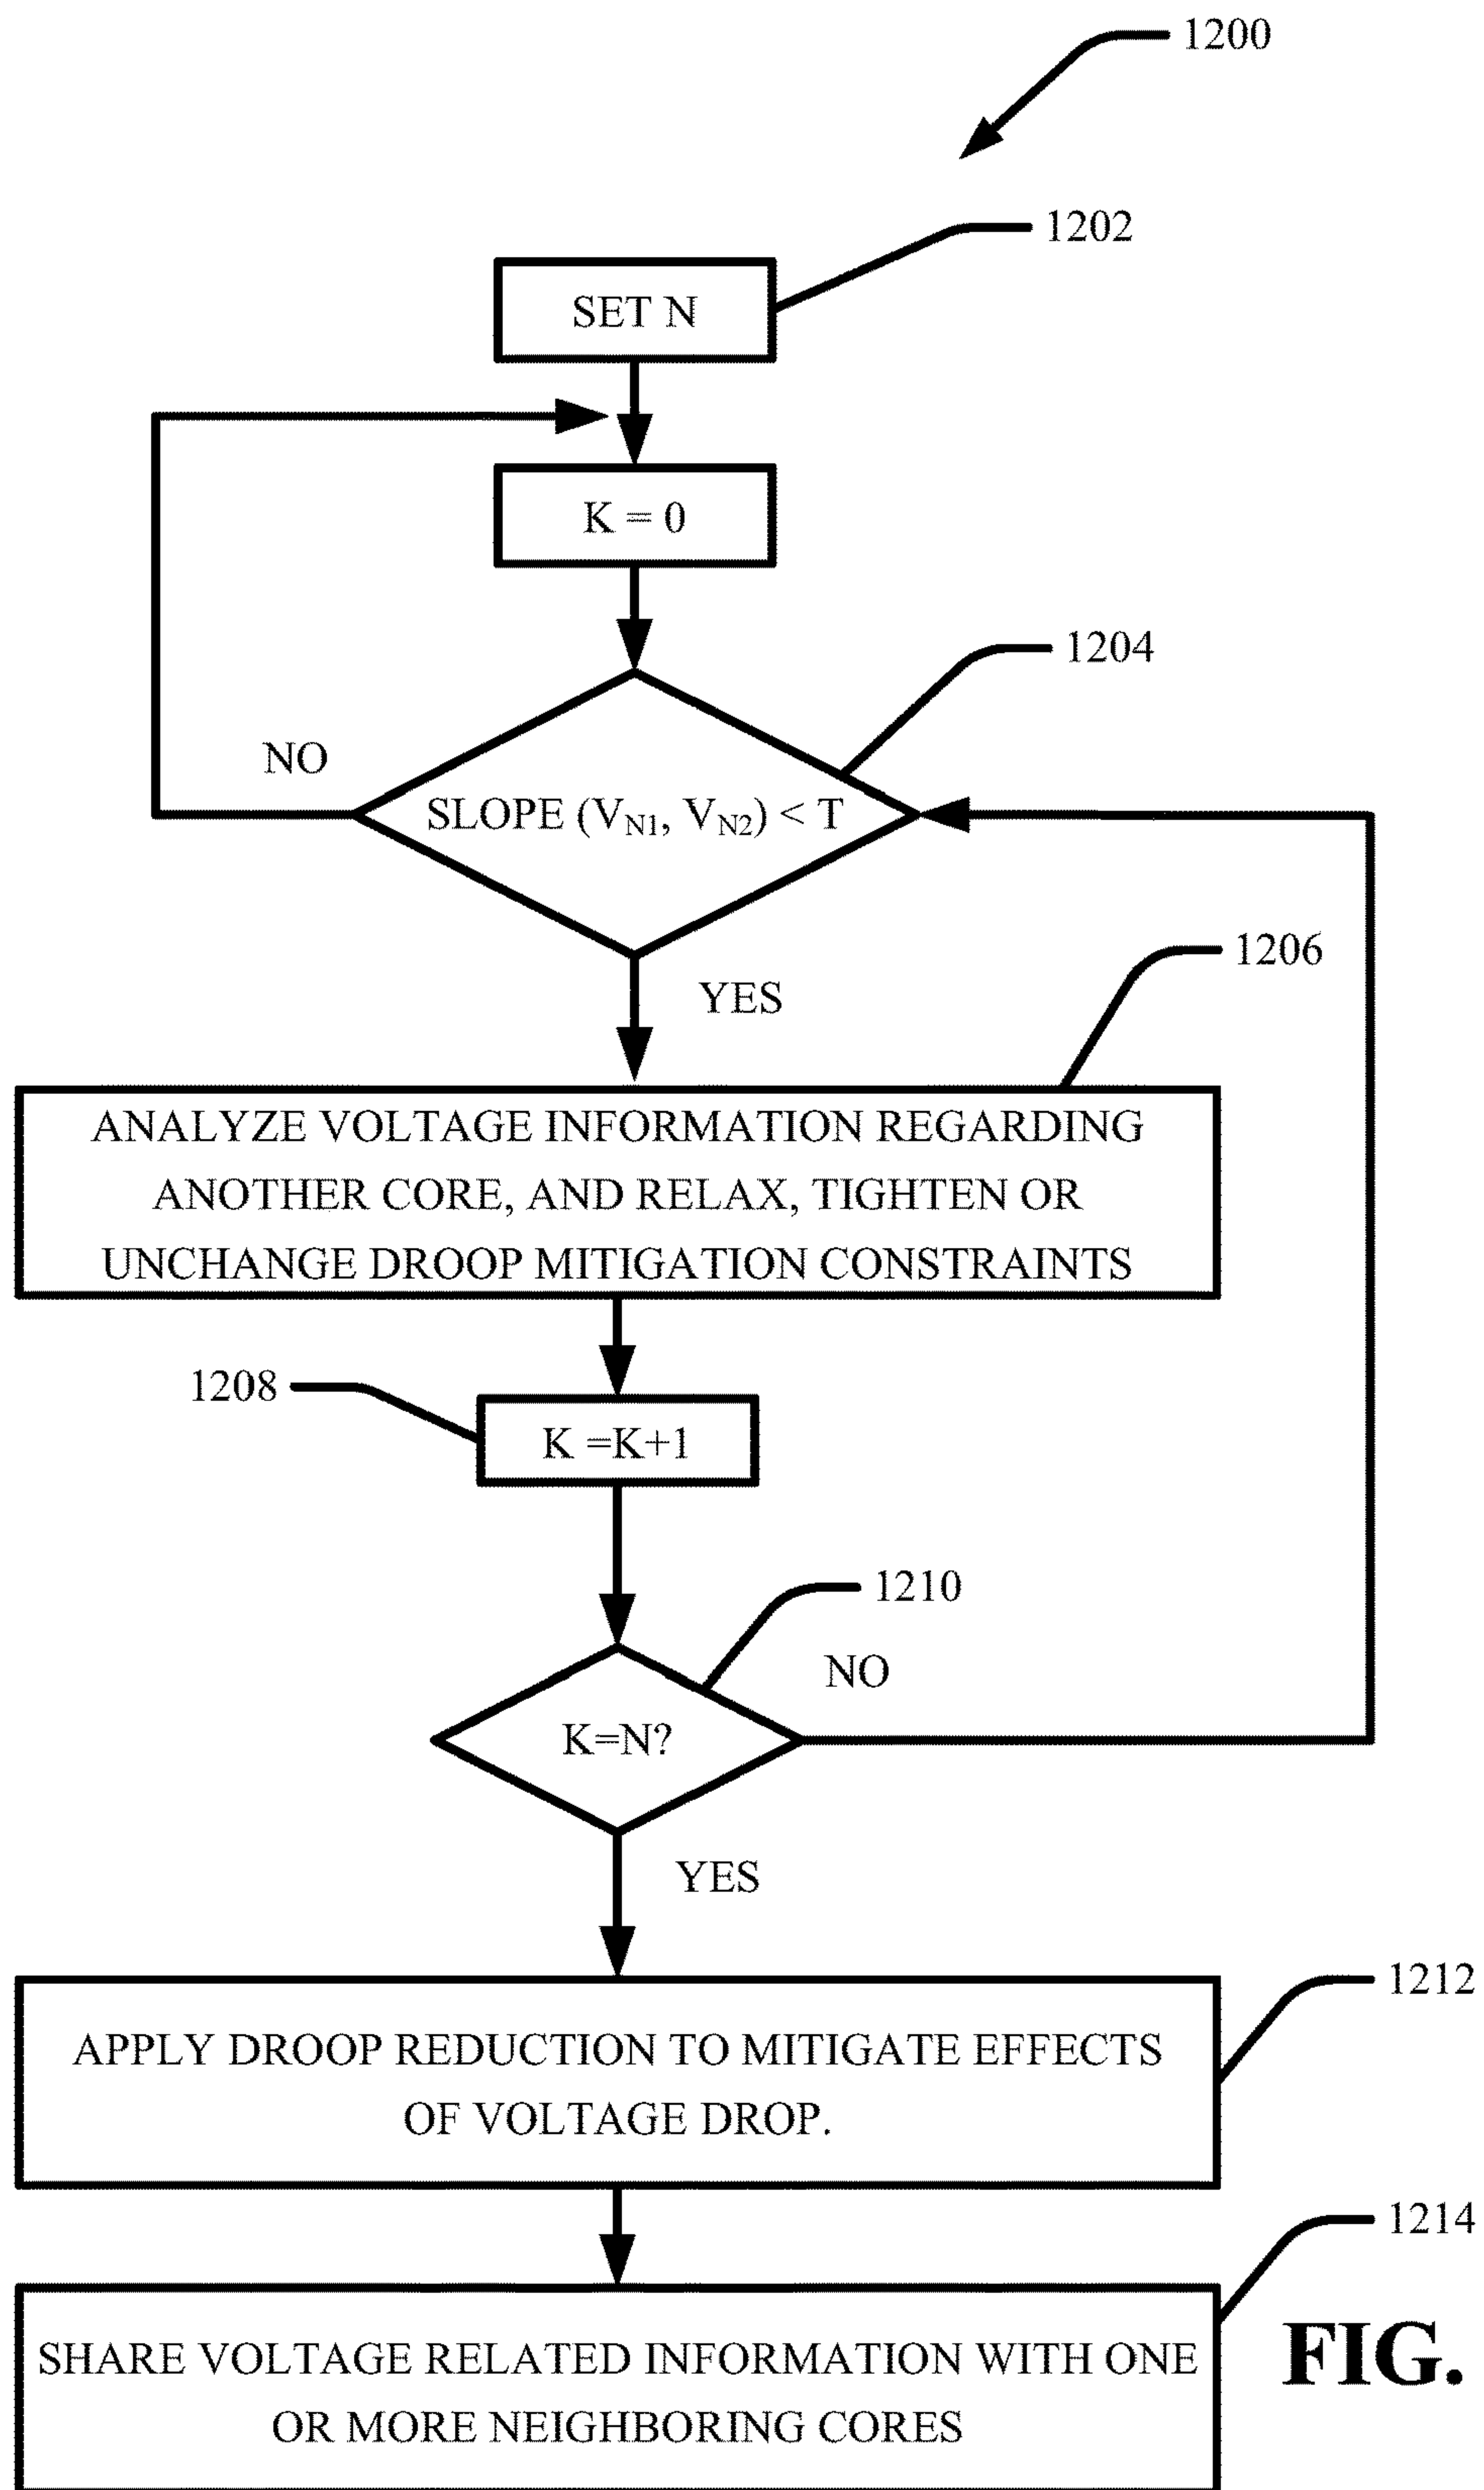 1200
1202
SET N
K = 0
1204
NO
SLOPE (VN1, VN2) < T
YES
1206
ANALYZE VOLTAGE INFORMATION REGARDING
ANOTHER CORE, AND RELAX, TIGHTEN OR
UNCHANGE DROOP MITIGATION CONSTRAINTS
1208
K =K+1
1210
NO
K=N?
YES
1212
APPLY DROOP REDUCTION TO MITIGATE EFFECTS
OF VOLTAGE DROP.
1214
SHARE VOLTAGE RELATED INFORMATION WITH ONE
OR MORE NEIGHBORING CORES
FIG.